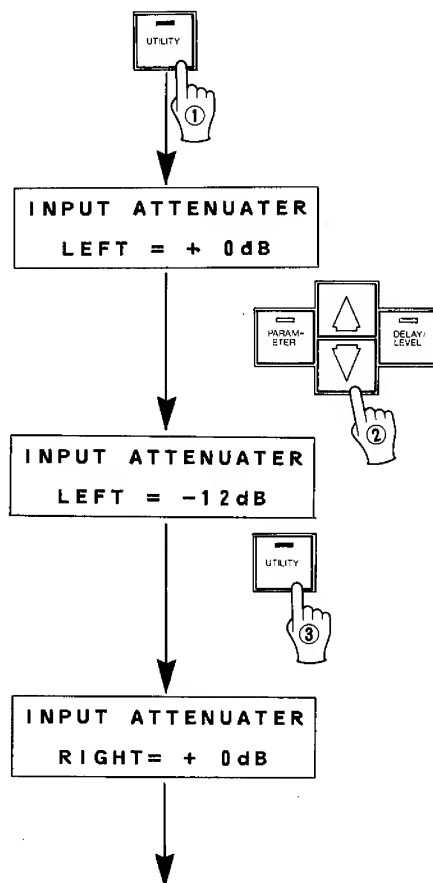 UTILITY
①
INPUT ATTENUATER
LEFT = + 0dB
PARAM-
ETER
DELAY/
LEVEL
②
INPUT ATTENUATER
LEFT = -12dB
UTILITY
③
INPUT ATTENUATER
RIGHT= + 0dB